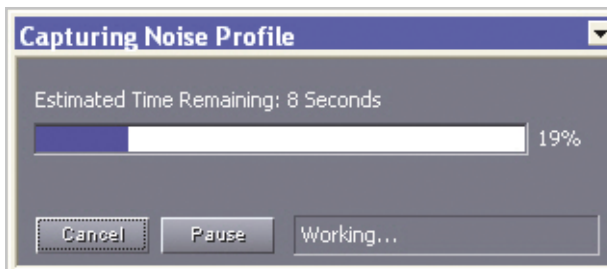 Capturing Noise Profile
Estimated Time Remaining: 8 Seconds
19%
Cancel Pause Working...